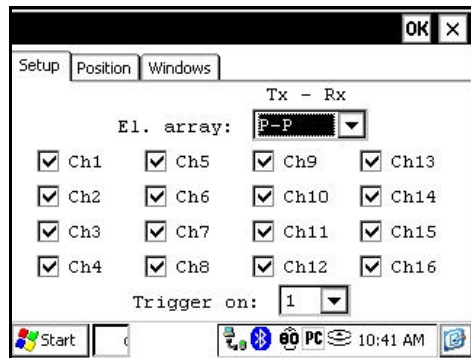 OK ×
Setup Position Windows
Tx - Rx
El. array: P-P
Ch1 Ch5 Ch9 Ch13
Ch2 Ch6 Ch10 Ch14
Ch3 Ch7 Ch11 Ch15
Ch4 Ch8 Ch12 Ch16
Trigger on: 1
Start PC 10:41 AM